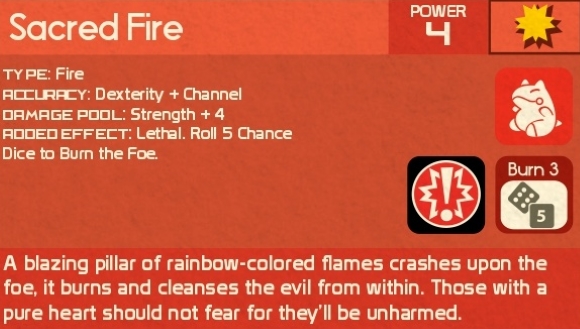 Sacred Fire
POWER
4
TYPE: Fire
ACCURACY: Dexterity + Channel
DAMAGE POOL: Strength + 4
ADDED EFFECT: Lethal. Roll 5 Chance
Dice to Burn the Foe.
Burn 3
5
A blazing pillar of rainbow-colored flames crashes upon the
foe, it burns and cleanses the evil from within. Those with a
pure heart should not fear for they'll be unharmed.